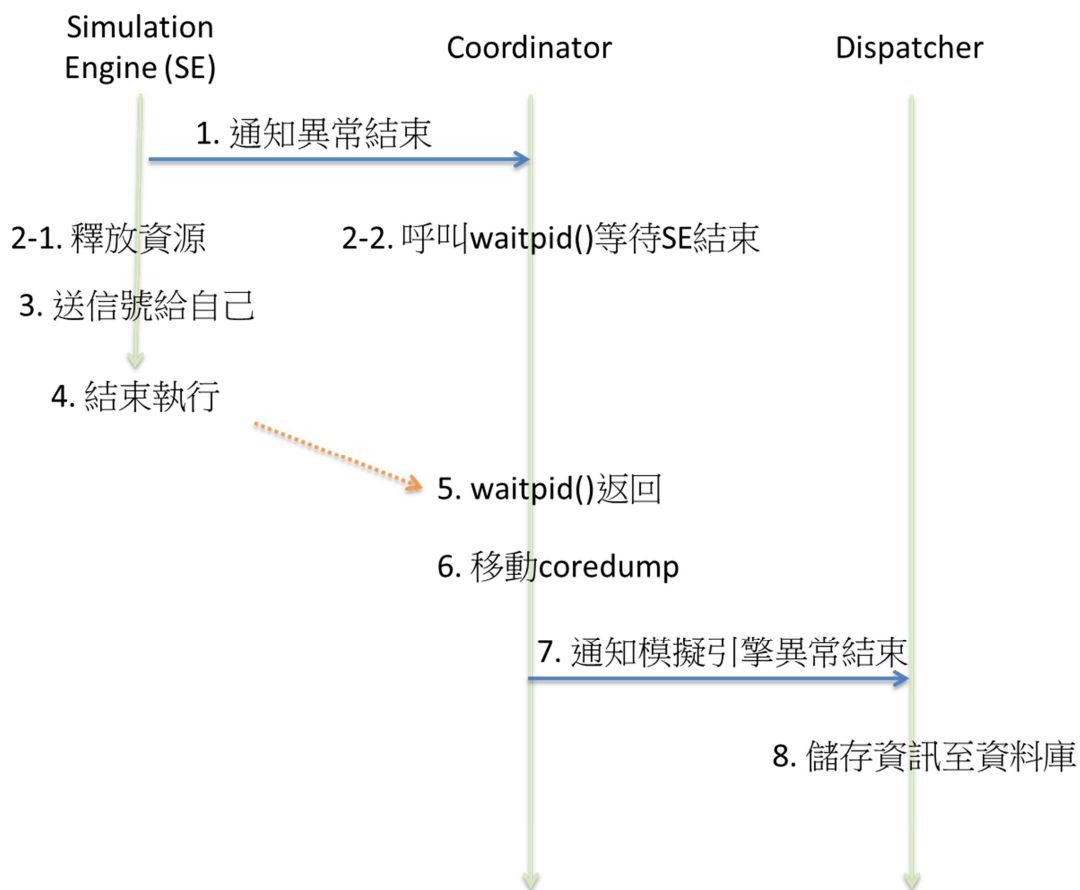 Simulation
Engine (SE)
Coordinator
Dispatcher
1. 通知異常結束
2-1. 釋放資源
2-2. 呼叫waitpid()等待SE結束
3. 送信號給自己
4. 結束執行
5. waitpid()返回
6. 移動coredump
7. 通知模擬引擎異常結束
8. 儲存資訊至資料庫